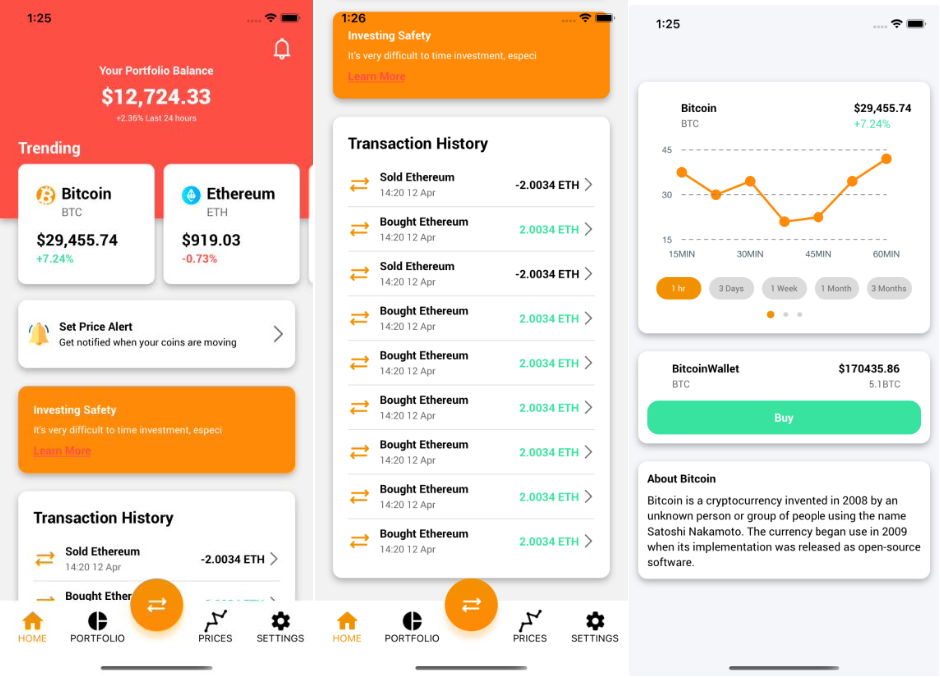 1:25
Your Portfolio Balance
$12,724.33
+2.36% Last 24 hours
Trending
Bitcoin
BTC
$29,455.74
+7.24%
Ethereum
ETH
$919.03
-0.73%
Set Price Alert
Get notified when your coins are moving
Investing Safety
It's very difficult to time investment, especi
Learn More
Transaction History
Sold Ethereum
14:20 12 Apr
-2.0034 ETH
Bought Ether
HOME
PORTFOLIO
PRICES
SETTINGS
1:26
Investing Safety
It's very difficult to time investment, especi
Learn More
Transaction History
Sold Ethereum
14:20 12 Apr
-2.0034 ETH
Bought Ethereum
14:20 12 Apr
2.0034 ETH
Sold Ethereum
14:20 12 Apr
-2.0034 ETH
Bought Ethereum
14:20 12 Apr
2.0034 ETH
Bought Ethereum
14:20 12 Apr
2.0034 ETH
Bought Ethereum
14:20 12 Apr
2.0034 ETH
Bought Ethereum
14:20 12 Apr
2.0034 ETH
Bought Ethereum
14:20 12 Apr
2.0034 ETH
Bought Ethereum
14:20 12 Apr
2.0034 ETH
HOME
PORTFOLIO
PRICES
SETTINGS
1:25
Bitcoin
BTC
$29,455.74
+7.24%
45
30
15
15MIN
30MIN
45MIN
60MIN
1 hr
3 Days
1 Week
1 Month
3 Months
BitcoinWallet
BTC
$170435.86
5.1BTC
Buy
About Bitcoin
Bitcoin is a cryptocurrency invented in 2008 by an
unknown person or group of people using the name
Satoshi Nakamoto. The currency began use in 2009
when its implementation was released as open-source
software.